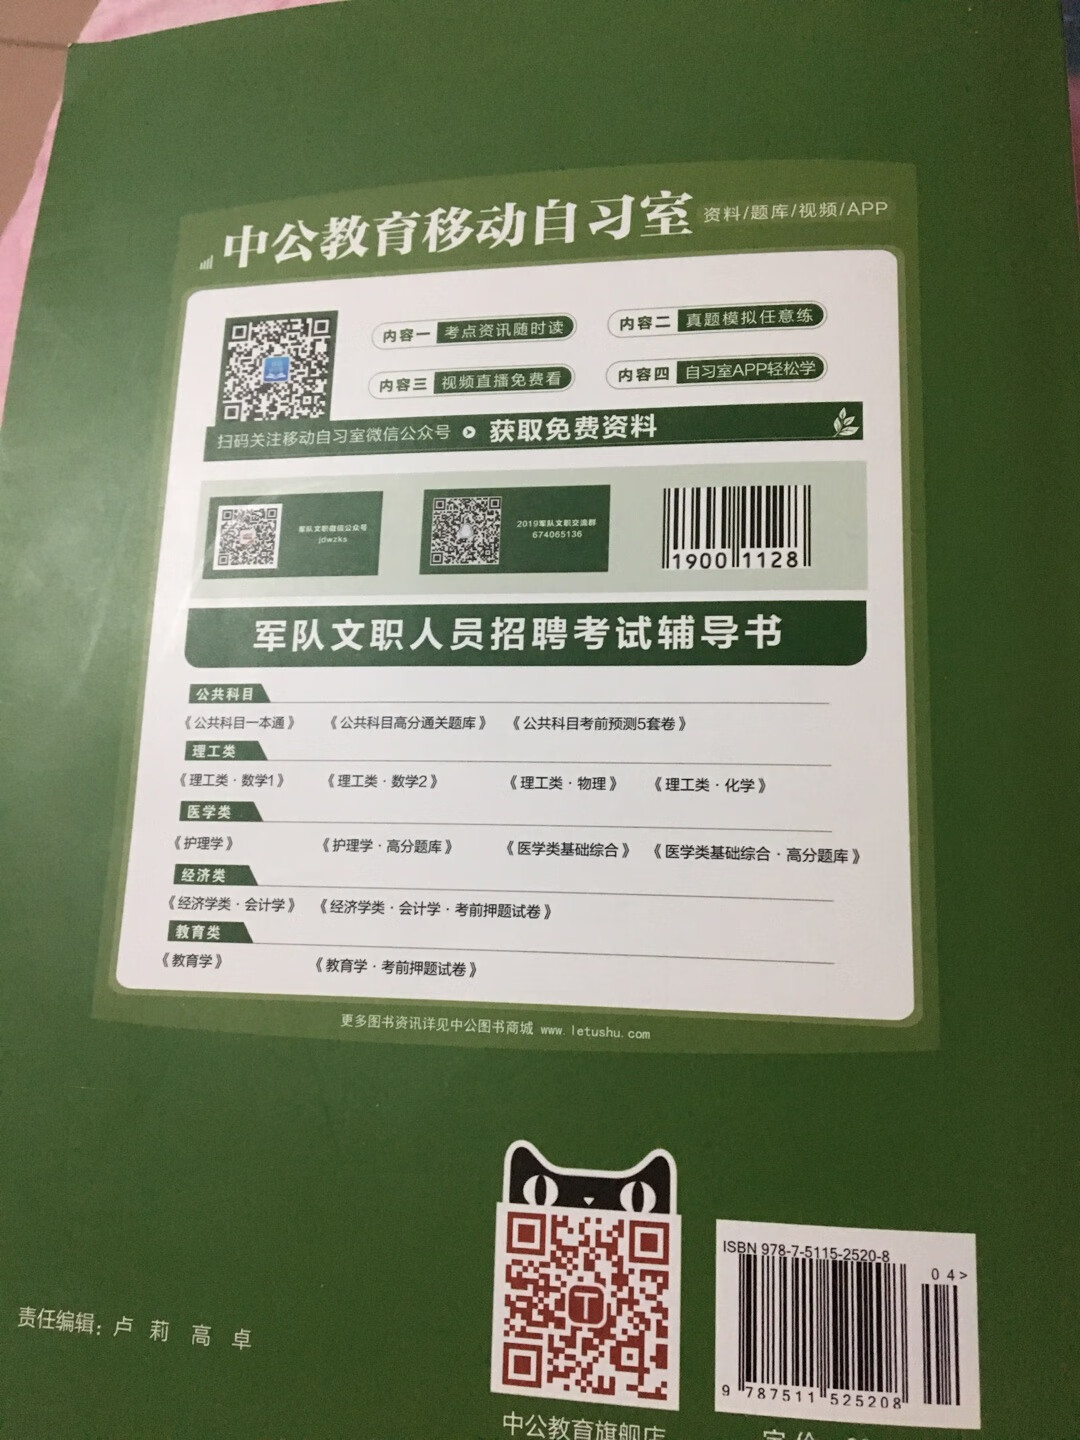 中公教育移动自习室 资料/题库/视频/APP
内容一 考点资讯随时读 内容二 真题模拟任意练
内容三 视频直播免费看 内容四 自习室APP轻松学
扫码关注移动自习室微信公众号 获取免费资料
军队文职微信公众号
jdwzks
2019军队文职交流群
674065136
1900 1128
军队文职人员招聘考试辅导书
公共科目
《公共科目一本通》 《公共科目高分通关题库》 《公共科目考前预测5套卷》
理工类
《理工类·数学1》 《理工类·数学2》 《理工类·物理》 《理工类·化学》
医学类
《护理学》 《护理学·高分题库》 《医学类基础综合》 《医学类基础综合·高分题库》
经济类
《经济学类·会计学》 《经济学类·会计学·考前押题试卷》
教育类
《教育学》 《教育学·考前押题试卷》
更多图书资讯详见中公图书商城 www.letushu.com
责任编辑：卢 莉 高 卓
T
中公教育旗舰店
ISBN 978-7-5115-2520-8
04>
9 787511 525208